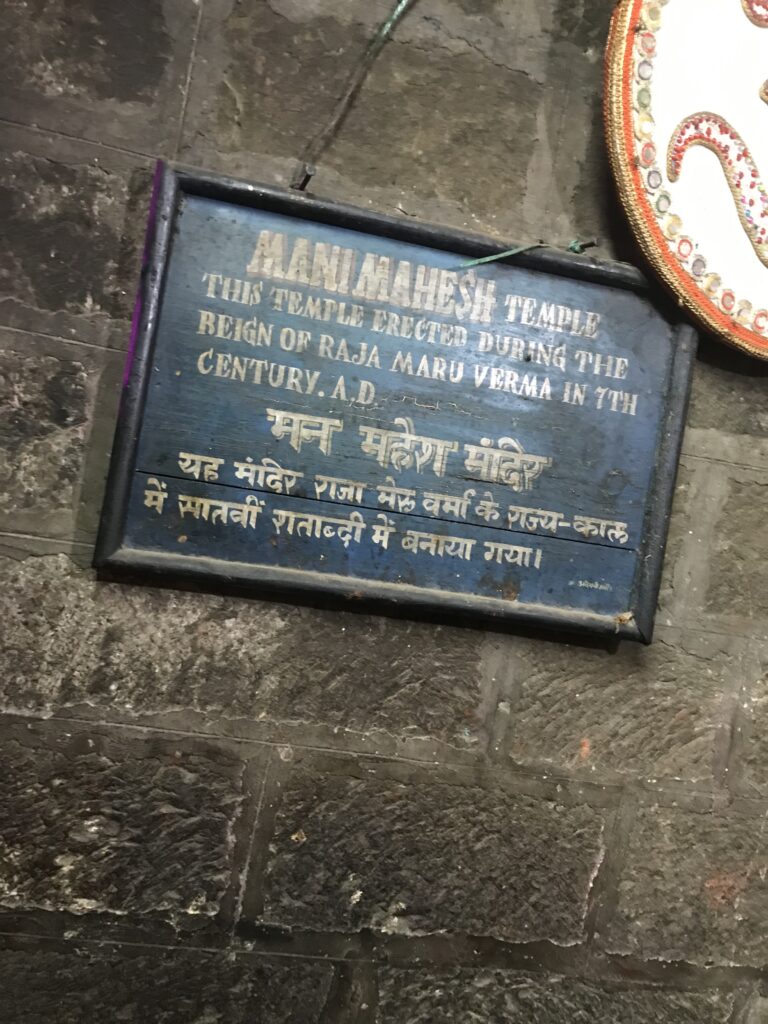 MANIMAHESH TEMPLE
THIS TEMPLE ERECTED DURING THE
REIGN OF RAJA MARU VERMA IN 7TH
CENTURY. A.D
मन महेश मंदिर
यह मंदिर राजा मेरू वर्मा के राज्य-काल
में सातवीं शताब्दी में बनाया गया।